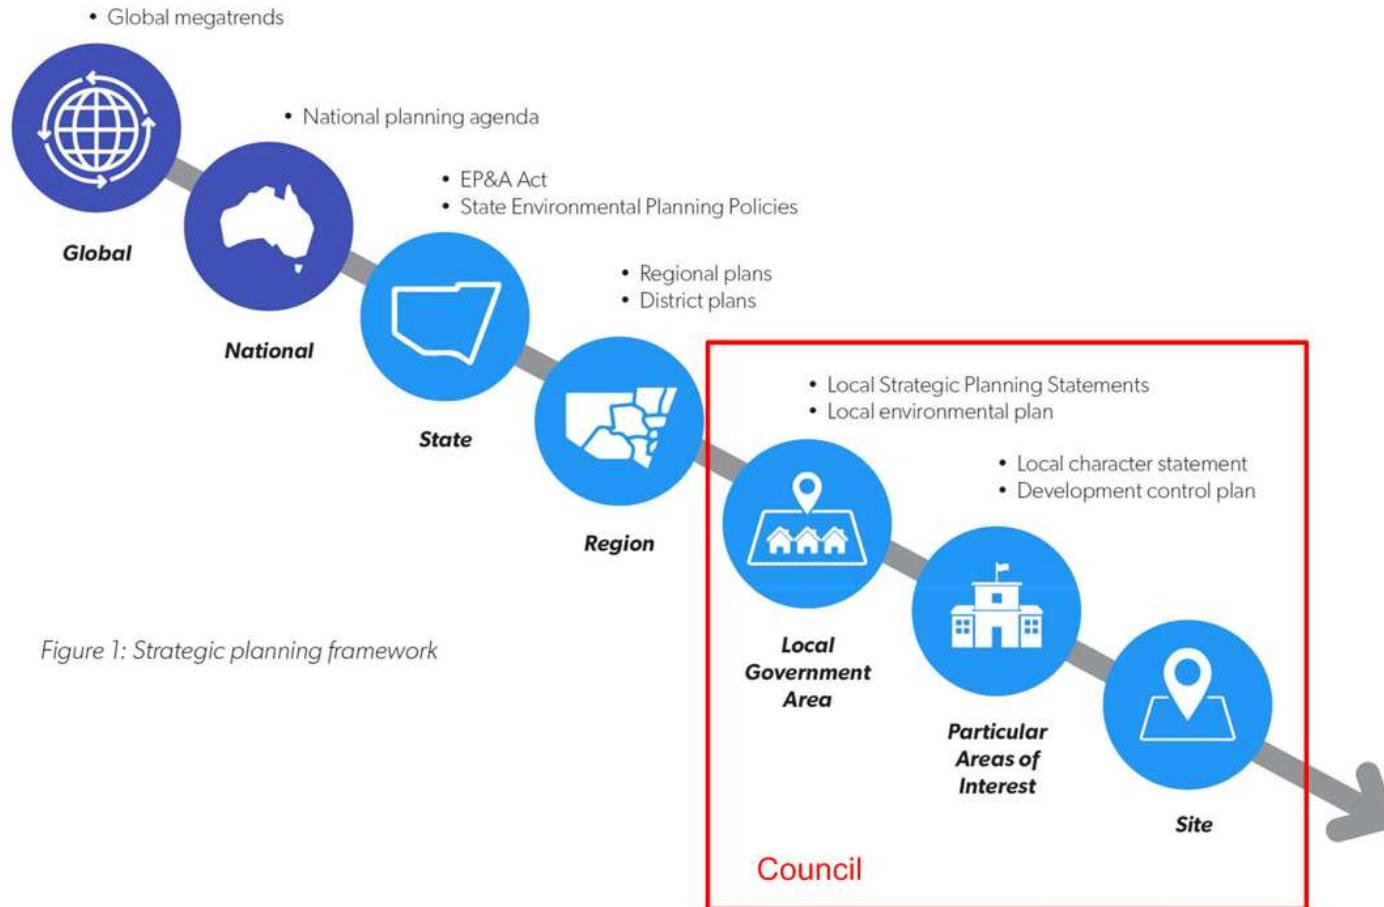 • Global megatrends
Global
• National planning agenda
National
• EP&A Act
• State Environmental Planning Policies
State
• Regional plans
• District plans
Region
• Local Strategic Planning Statements
• Local environmental plan
Local
Government
Area
• Local character statement
• Development control plan
Particular
Areas of
Interest
Site
Figure 1: Strategic planning framework
Council